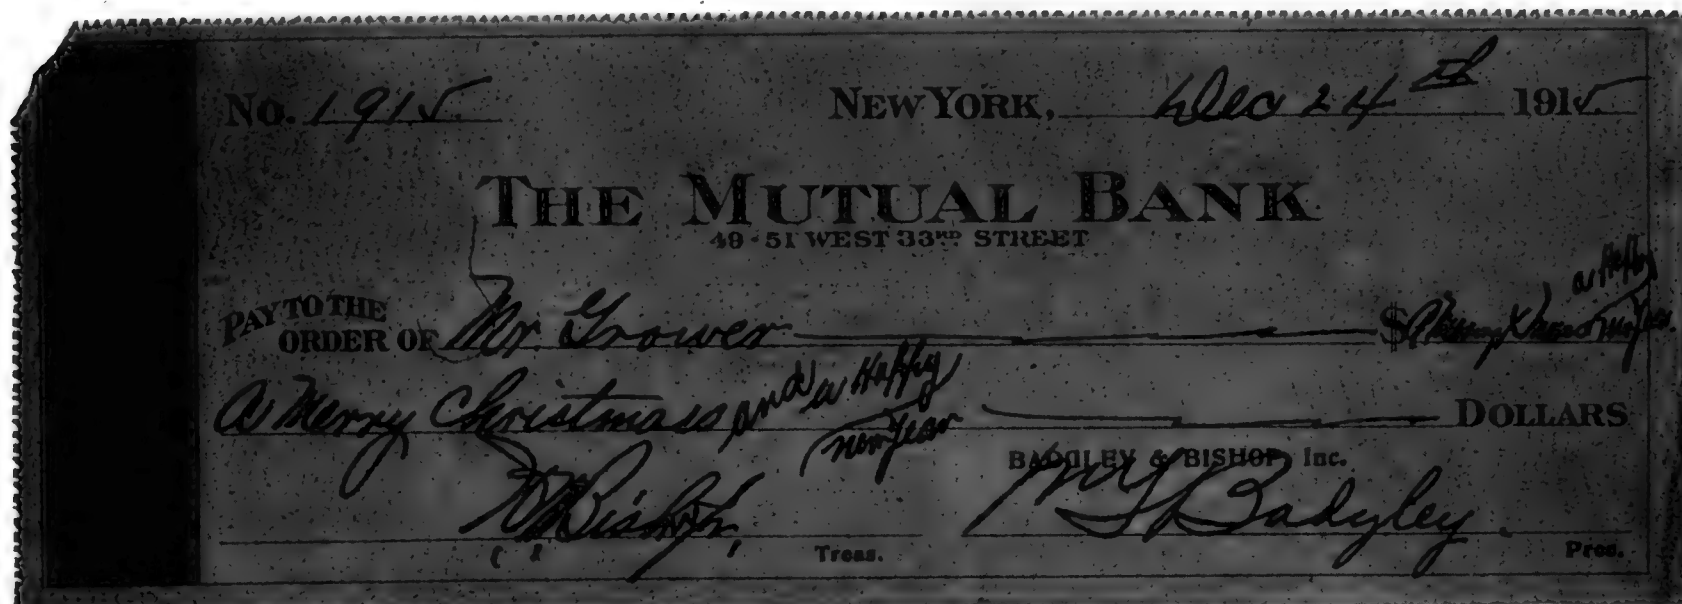 No. 1915 NEW YORK, Dec 24th 1915
THE MUTUAL BANK
49-51 WEST 33RD STREET
PAY TO THE ORDER OF Mr. Grower $ Merry Xmas a Happy New Year.
A Merry Christmass and a Happy New Year DOLLARS
BADGLEY & BISHOP, Inc.
Bishop Badgley
Treas. Pres.